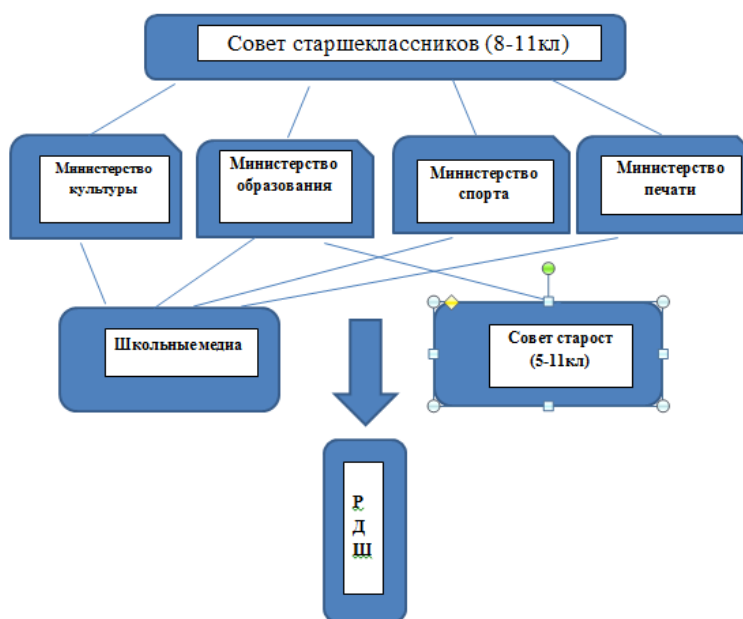 Совет старшеклассников (8-11кл)
Министерство
культуры
Министерство
образования
Министерство
спорта
Министерство
печати
Школьные медиа
Совет старост
(5-11кл)
Р
Д
Ш